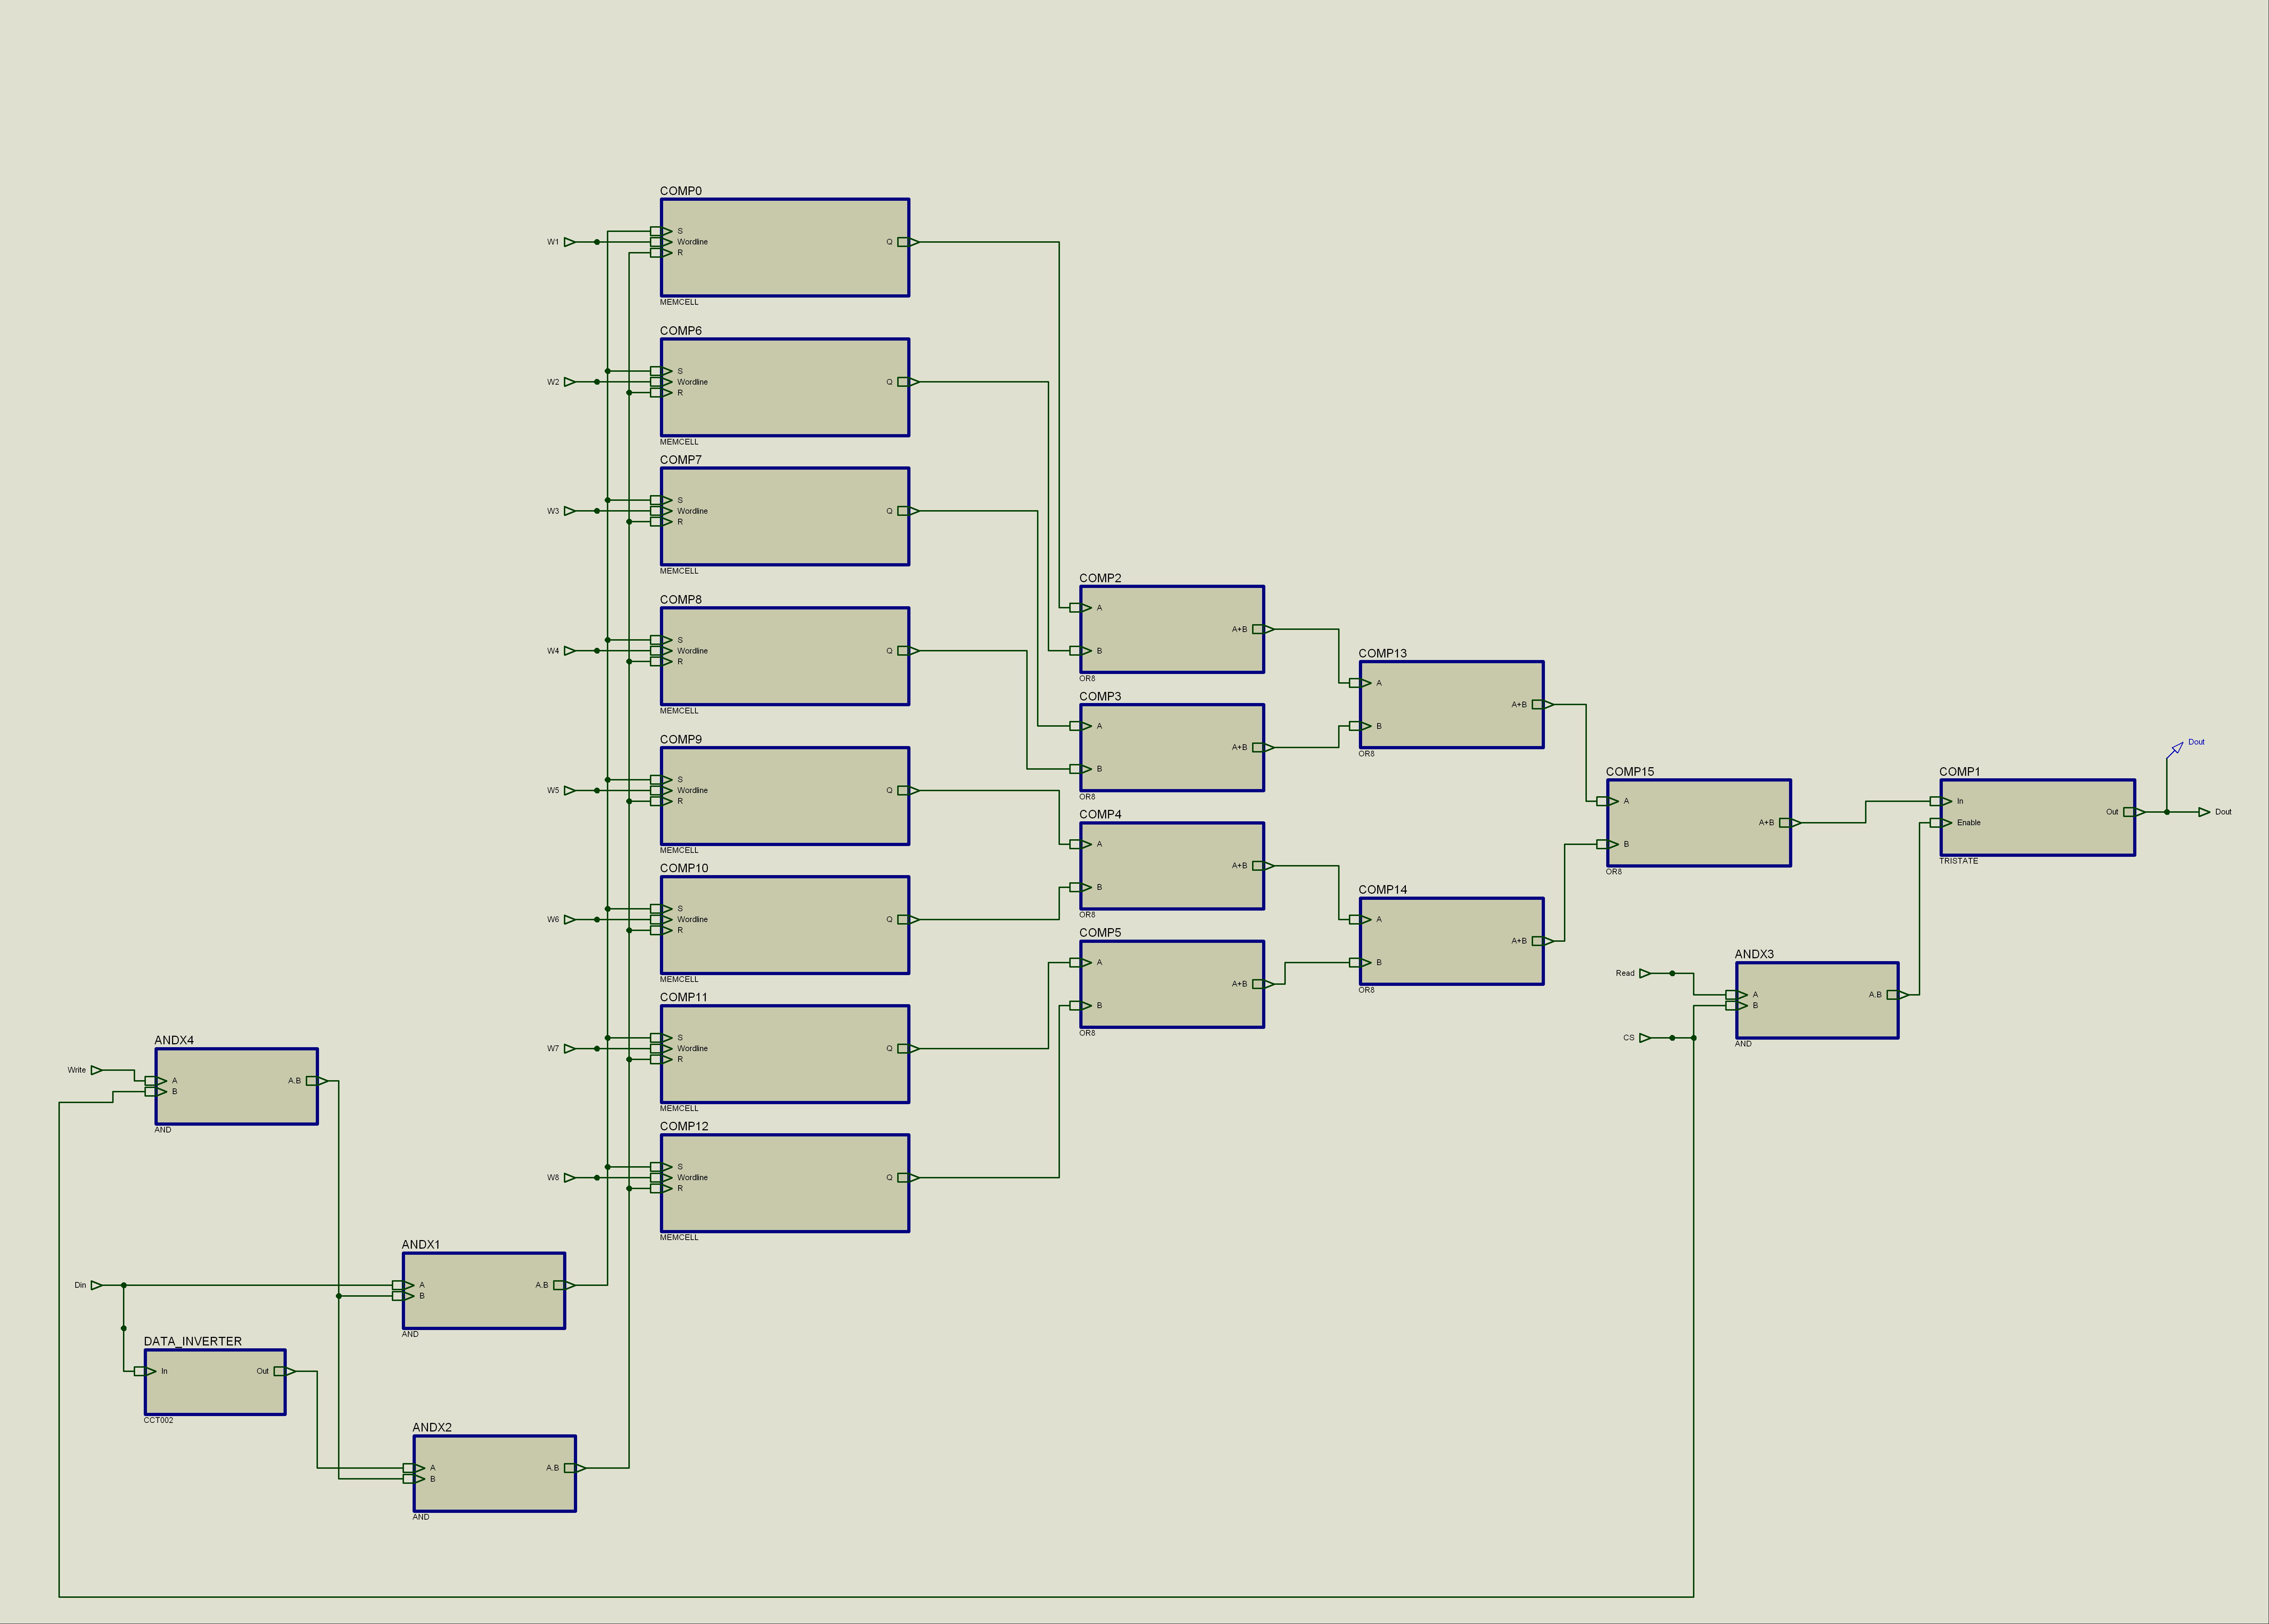 COMP0
S
W1
Wordline
Q
R
MEMCELL
COMP6
S
W2
Wordline
Q
R
MEMCELL
COMP7
S
W3
Wordline
Q
R
MEMCELL
COMP8
S
W4
Wordline
Q
R
MEMCELL
COMP9
S
W5
Wordline
Q
R
MEMCELL
COMP10
S
W6
Wordline
Q
R
MEMCELL
COMP11
S
W7
Wordline
Q
R
MEMCELL
COMP12
S
W8
Wordline
Q
R
MEMCELL
COMP2
A
A+B
B
OR8
COMP3
A
A+B
B
OR8
COMP4
A
A+B
B
OR8
COMP5
A
A+B
B
OR8
COMP13
A
A+B
B
OR8
COMP14
A
A+B
B
OR8
COMP15
A
A+B
B
OR8
COMP1
In
Out
Enable
TRISTATE
Dout
Dout
Read
CS
ANDX3
A
A.B
B
AND
ANDX4
Write
A
A.B
B
AND
ANDX1
Din
A
A.B
B
AND
DATA_INVERTER
In
Out
CCT002
ANDX2
A
A.B
B
AND